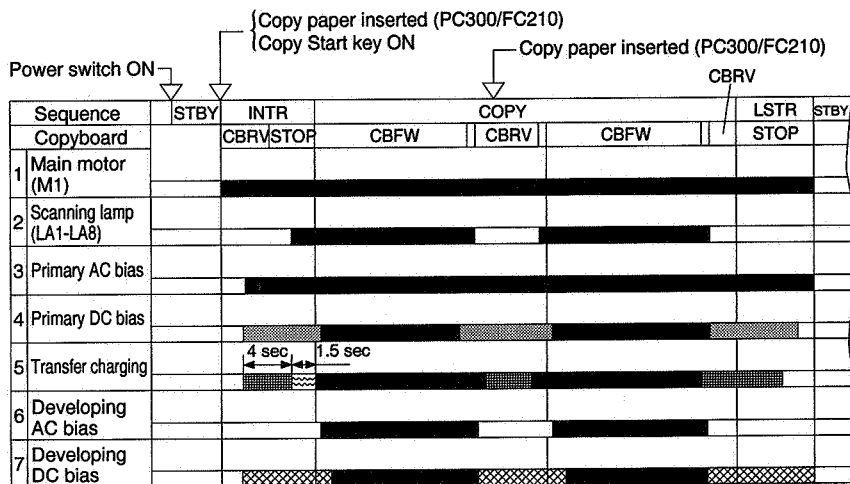 Copy paper inserted (PC300/FC210)
Copy Start key ON
Copy paper inserted (PC300/FC210)
Power switch ON
CBRV
Sequence STBY INTR COPY LSTR STBY
Copyboard CBRV STOP CBFW CBRV CBFW STOP
1 Main motor
(M1)
2 Scanning lamp
(LA1-LA8)
3 Primary AC bias
4 Primary DC bias
4 sec 1.5 sec
5 Transfer charging
6 Developing
AC bias
7 Developing
DC bias